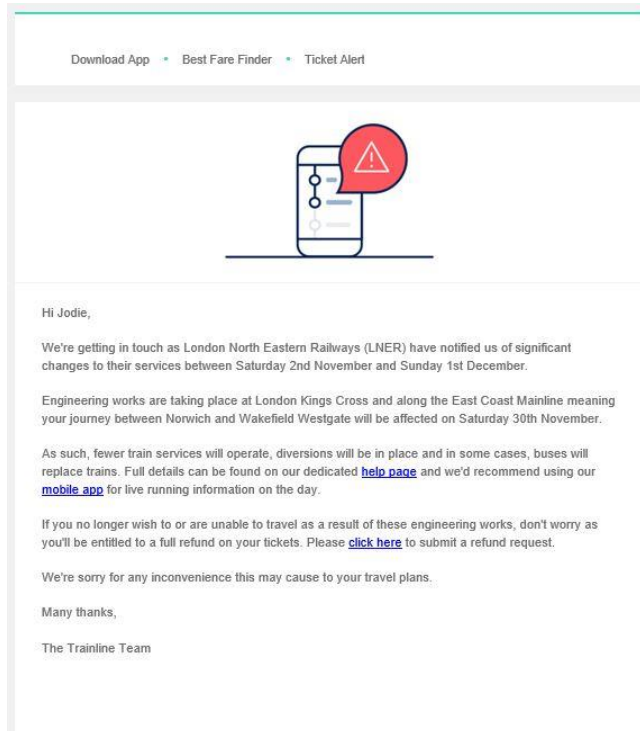 Download App • Best Fare Finder • Ticket Alert
Hi Jodie,
We're getting in touch as London North Eastern Railways (LNER) have notified us of significant
changes to their services between Saturday 2nd November and Sunday 1st December.
Engineering works are taking place at London Kings Cross and along the East Coast Mainline meaning
your journey between Norwich and Wakefield Westgate will be affected on Saturday 30th November.
As such, fewer train services will operate, diversions will be in place and in some cases, buses will
replace trains. Full details can be found on our dedicated help page and we'd recommend using our
mobile app for live running information on the day.
If you no longer wish to or are unable to travel as a result of these engineering works, don't worry as
you'll be entitled to a full refund on your tickets. Please click here to submit a refund request.
We're sorry for any inconvenience this may cause to your travel plans.
Many thanks,
The Trainline Team